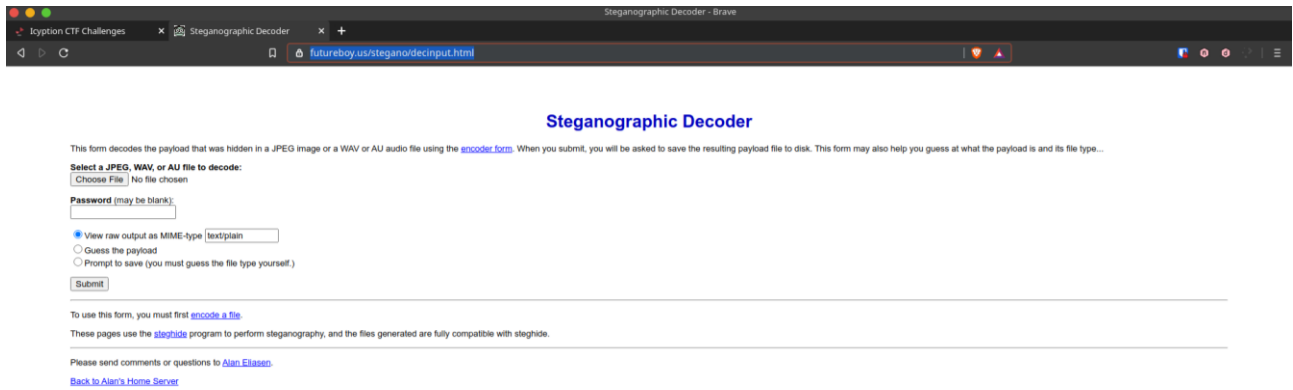 Steganographic Decoder - Brave
Icyption CTF Challenges
Steganographic Decoder
futureboy.us/stegano/decinput.html
Steganographic Decoder
This form decodes the payload that was hidden in a JPEG image or a WAV or AU audio file using the encoder form. When you submit, you will be asked to save the resulting payload file to disk. This form may also help you guess at what the payload is and its file type...
Select a JPEG, WAV, or AU file to decode:
Choose File No file chosen
Password (may be blank):
View raw output as MIME-type text/plain
Guess the payload
Prompt to save (you must guess the file type yourself.)
Submit
To use this form, you must first encode a file.
These pages use the steghide program to perform steganography, and the files generated are fully compatible with steghide.
Please send comments or questions to Alan Eliasen.
Back to Alan's Home Server